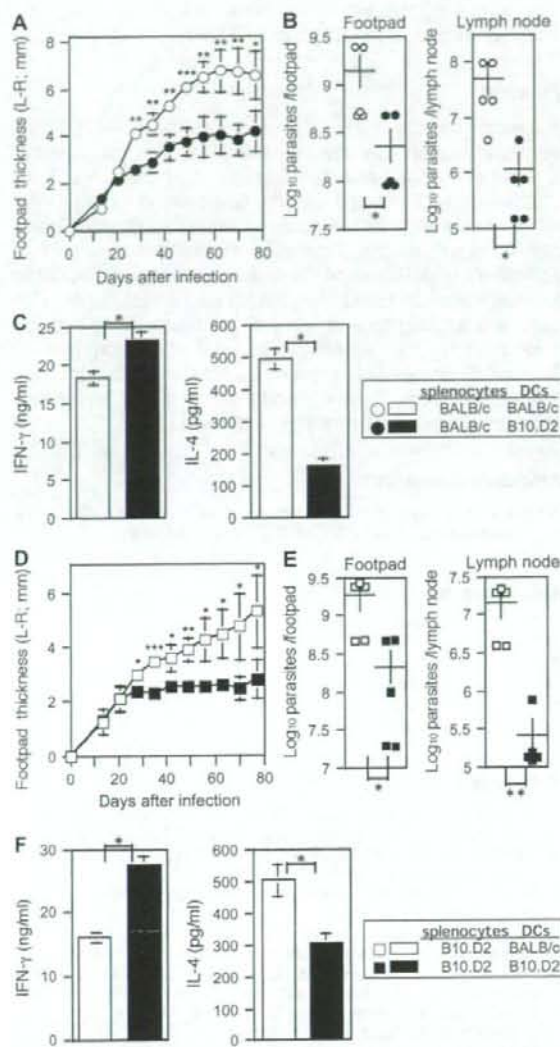 A
Footpad thickness (L-R; mm)
8
6
4
2
0
** ** ** *** ** ** ** *
0 20 40 60 80
Days after infection
B
Footpad
Log10 parasites /footpad
9.5
9
8.5
8
7.5
*
Lymph node
Log10 parasites /lymph node
8
7
6
5
*
C
IFN-γ (ng/ml)
25
20
15
10
5
0
*
IL-4 (pg/ml)
600
500
400
300
200
100
0
*
splenocytes DCs
BALB/c BALB/c
BALB/c B10.D2
D
Footpad thickness (L-R; mm)
6
4
2
0
* *** * ** * * * *
0 20 40 60 80
Days after infection
E
Footpad
Log10 parasites /footpad
9.5
9
8.5
8
7.5
7
*
Lymph node
Log10 parasites /lymph node
7.5
7
6.5
6
5.5
5
**
F
IFN-γ (ng/ml)
30
20
10
0
*
IL-4 (pg/ml)
600
500
400
300
200
100
0
*
splenocytes DCs
B10.D2 BALB/c
B10.D2 B10.D2